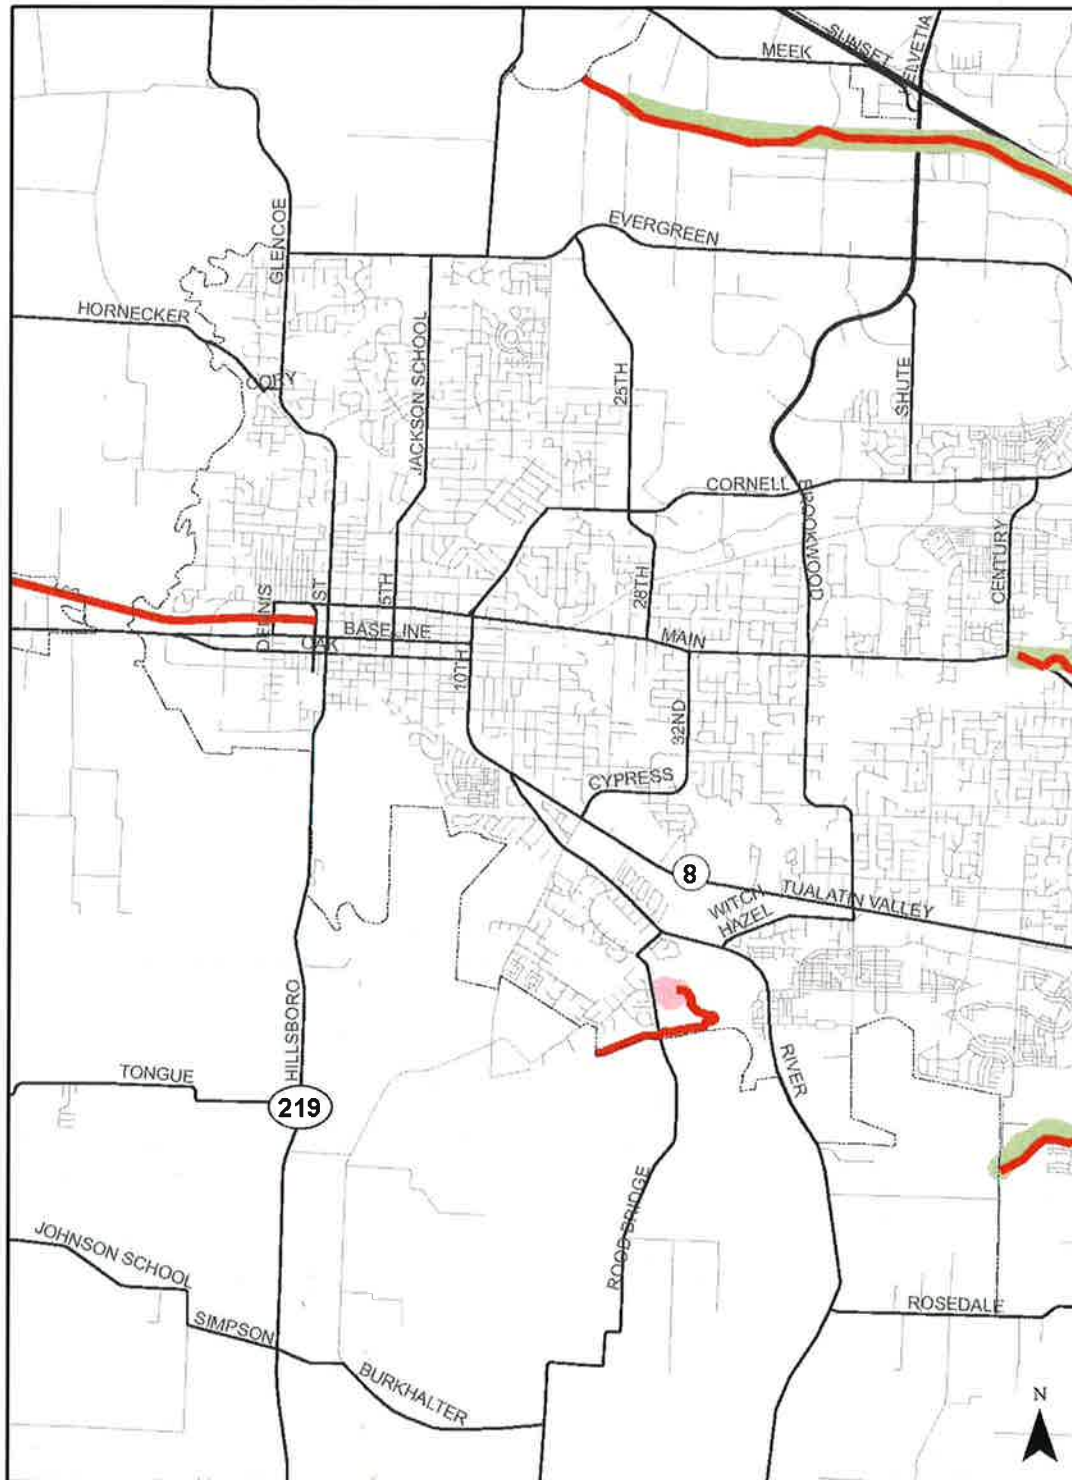 SUNSET
HELVETIA
MEEK
EVERGREEN
GLENCOE
HORNECKER
CORY
JACKSON SCHOOL
25TH
SHUTE
CORNELL
BROOKWOOD
CENTURY
28TH
DENNIS
ST
5TH
BASELINE
MAIN
OAK
10TH
32ND
CYPRESS
8
TUALATIN VALLEY
WITCH
HAZEL
HILLSBORO
RIVER
TONGUE
219
ROOD BRIDGE
JOHNSON SCHOOL
ROSEDALE
SIMPSON
BURKHALTER
N